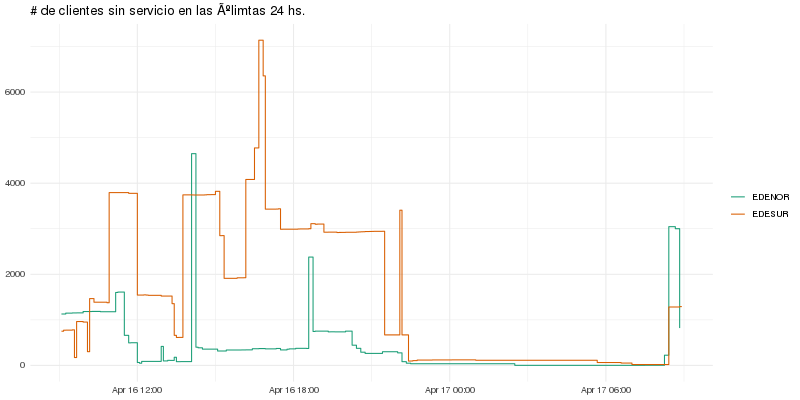 # de clientes sin servicio en las Ãºlimtas 24 hs.
6000
4000
2000
0
Apr 16 12:00
Apr 16 18:00
Apr 17 00:00
Apr 17 06:00
EDENOR
EDESUR